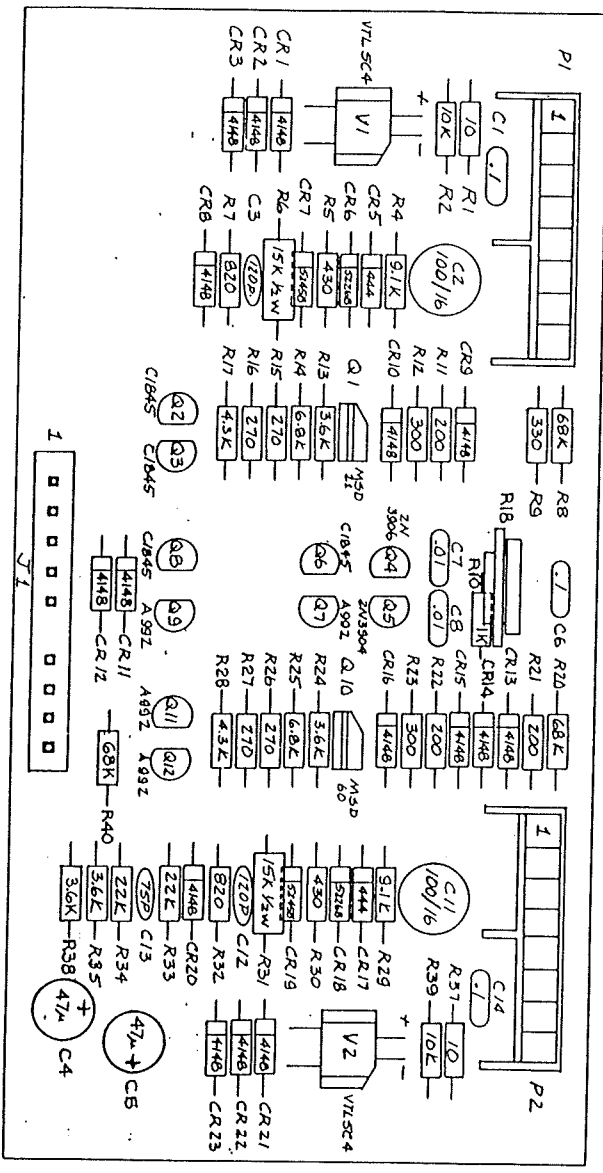 P1
1
C1
.1
10
R1
10K
R2
+
-
VTL5C4
V1
CR1
4148
CR2
4148
CR3
4148
C2
100/16
R4
9.1K
CR5
444
CR6
5226B
R5
430
CR7
5245B
R6
15K ½W
C3
120P
R7
820
CR8
4148
R8
68K
R9
330
CR9
4148
R11
200
R12
300
CR10
4148
Q1
MSD
R13
3.6K
R14
6.8K
R15
270
R16
270
R17
4.3K
C1845
Q2
Q3
C1845
C6
.1
R18
R10
1K
C7
.01
C8
.01
2N
3906
Q4
Q5
2N3904
C1845
Q6
Q7
A992
C1845
Q8
Q9
A992
4148
CR11
4148
CR12
R20
68K
R21
200
CR13
4148
CR14
4148
CR15
4148
R22
200
R23
300
CR16
4148
Q10
MSD
60
R24
3.6K
R25
6.8K
R26
270
R27
270
R28
4.3K
A992
Q11
Q12
A992
68K
R40
1
J1
P2
1
C14
.1
R37
10
R39
10K
C11
100/16
9.1K
R29
444
CR17
5226B
CR18
430
R30
5245B
CR19
15K ½W
R31
120P
C12
820
R32
4148
CR20
22K
R33
75P
C13
22K
R34
3.6K
R35
3.6K
R38
+
-
V2
VTL5C4
4148
CR21
4148
CR22
4148
CR23
+
47µ
C4
47µ
+
C5